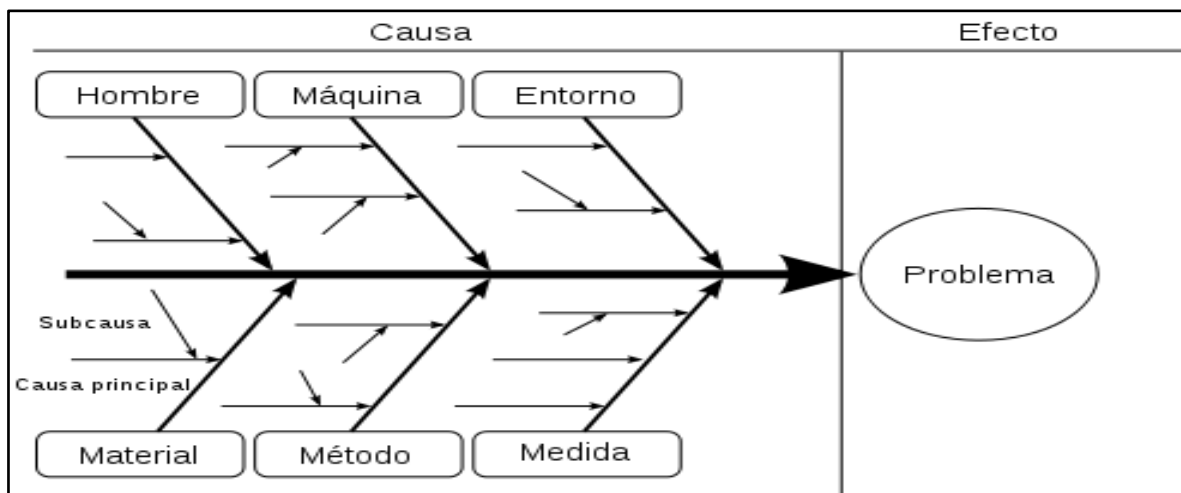 Causa
Efecto
Hombre
Máquina
Entorno
Problema
Subcausa
Causa principal
Material
Método
Medida